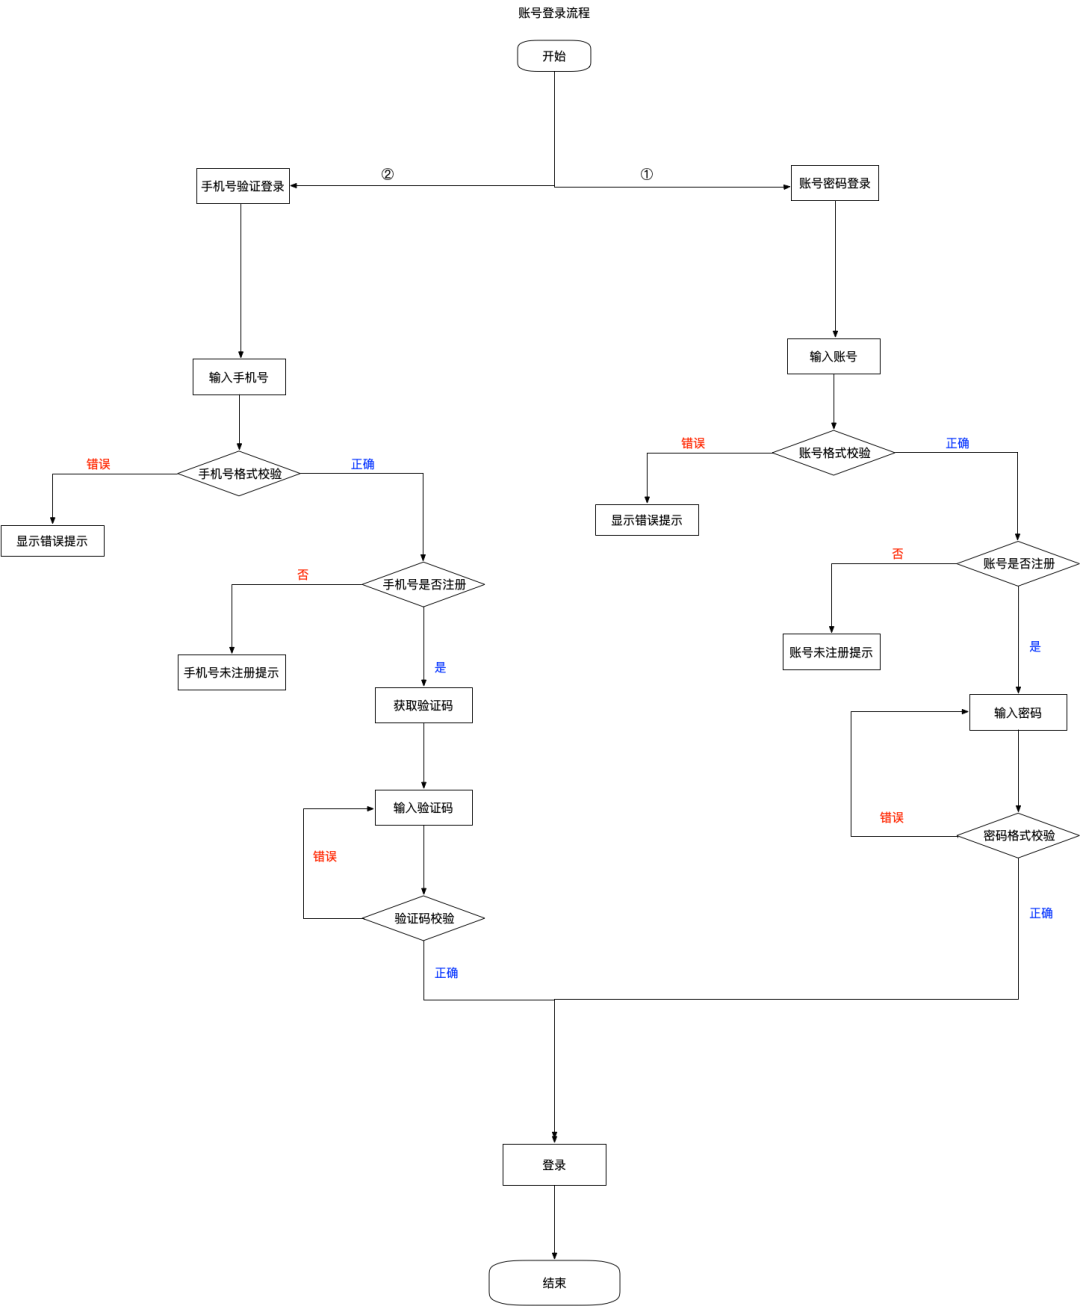 账号登录流程
开始
②
①
手机号验证登录
账号密码登录
输入手机号
输入账号
错误
正确
手机号格式校验
显示错误提示
错误
正确
账号格式校验
显示错误提示
否
手机号是否注册
手机号未注册提示
是
否
账号是否注册
账号未注册提示
是
获取验证码
输入密码
输入验证码
错误
密码格式校验
错误
验证码校验
正确
正确
登录
结束